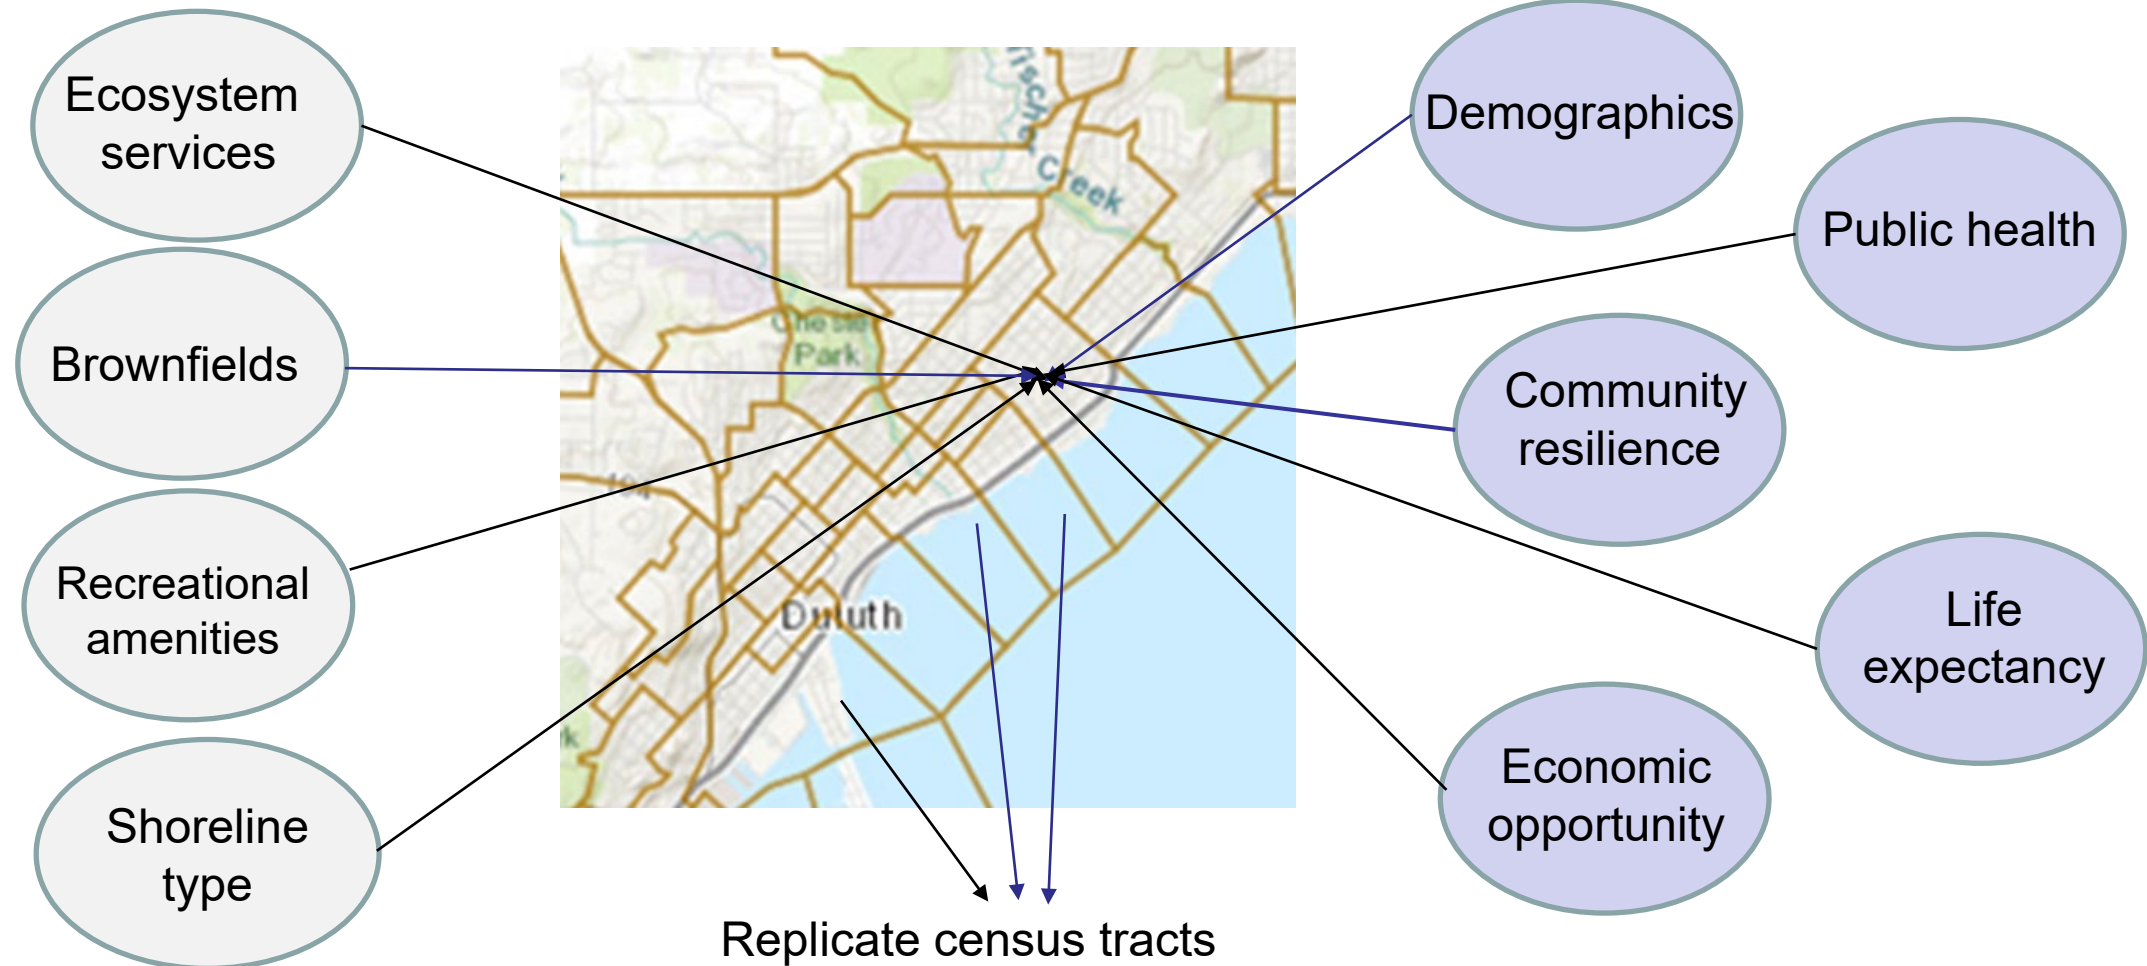 Ecosystem
services
Brownfields
Recreational
amenities
Shoreline
type
Creek
Park
Duluth
Demographics
Public health
Community
resilience
Life
expectancy
Economic
opportunity
Replicate census tracts